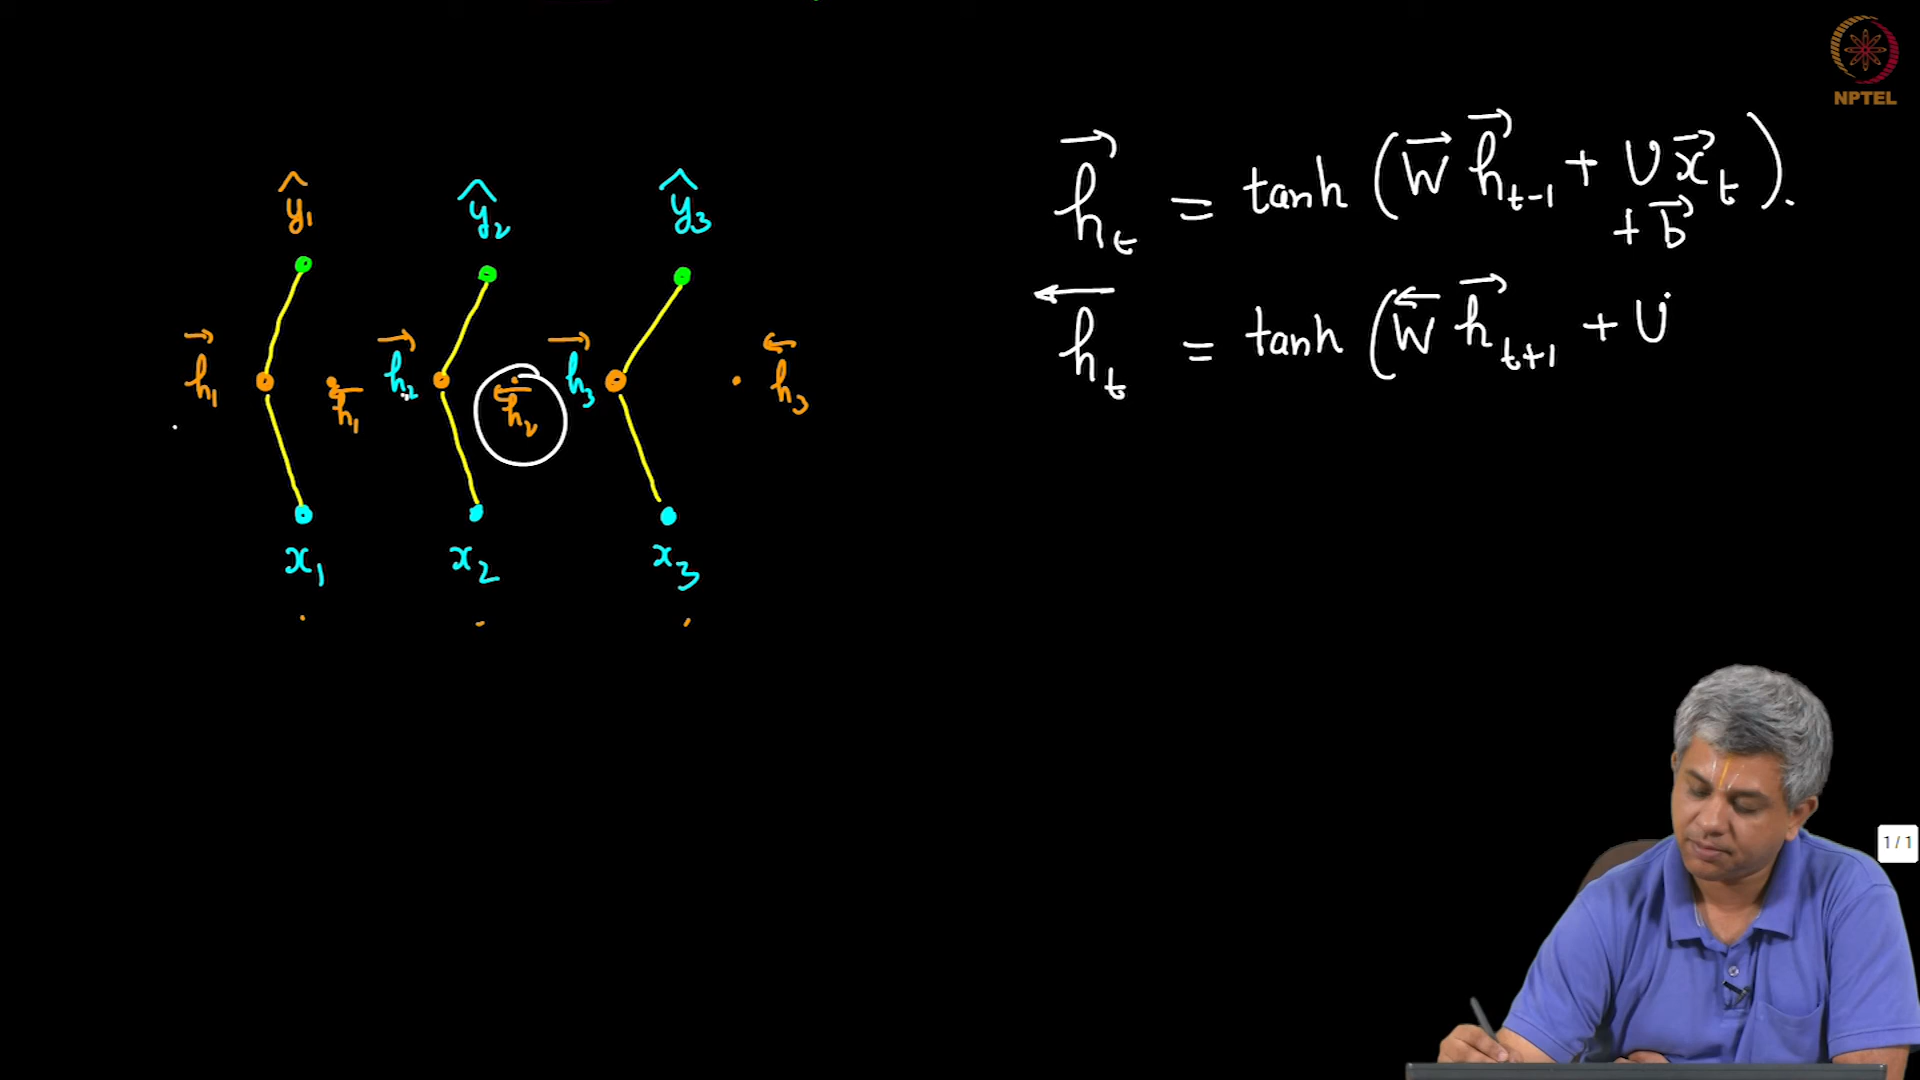 NPTEL
ŷ₁ ŷ₂ ŷ₃
h⃗₁ h⃖₁ h⃗₂ h⃖₂ h⃗₃ h⃖₃
x₁ x₂ x₃
h⃗ₜ = tanh (W⃗ h⃗ₜ₋₁ + U x⃗ₜ).
+ b⃗
h⃖ₜ = tanh (W⃖ h⃗ₜ₊₁ + U
1 / 1